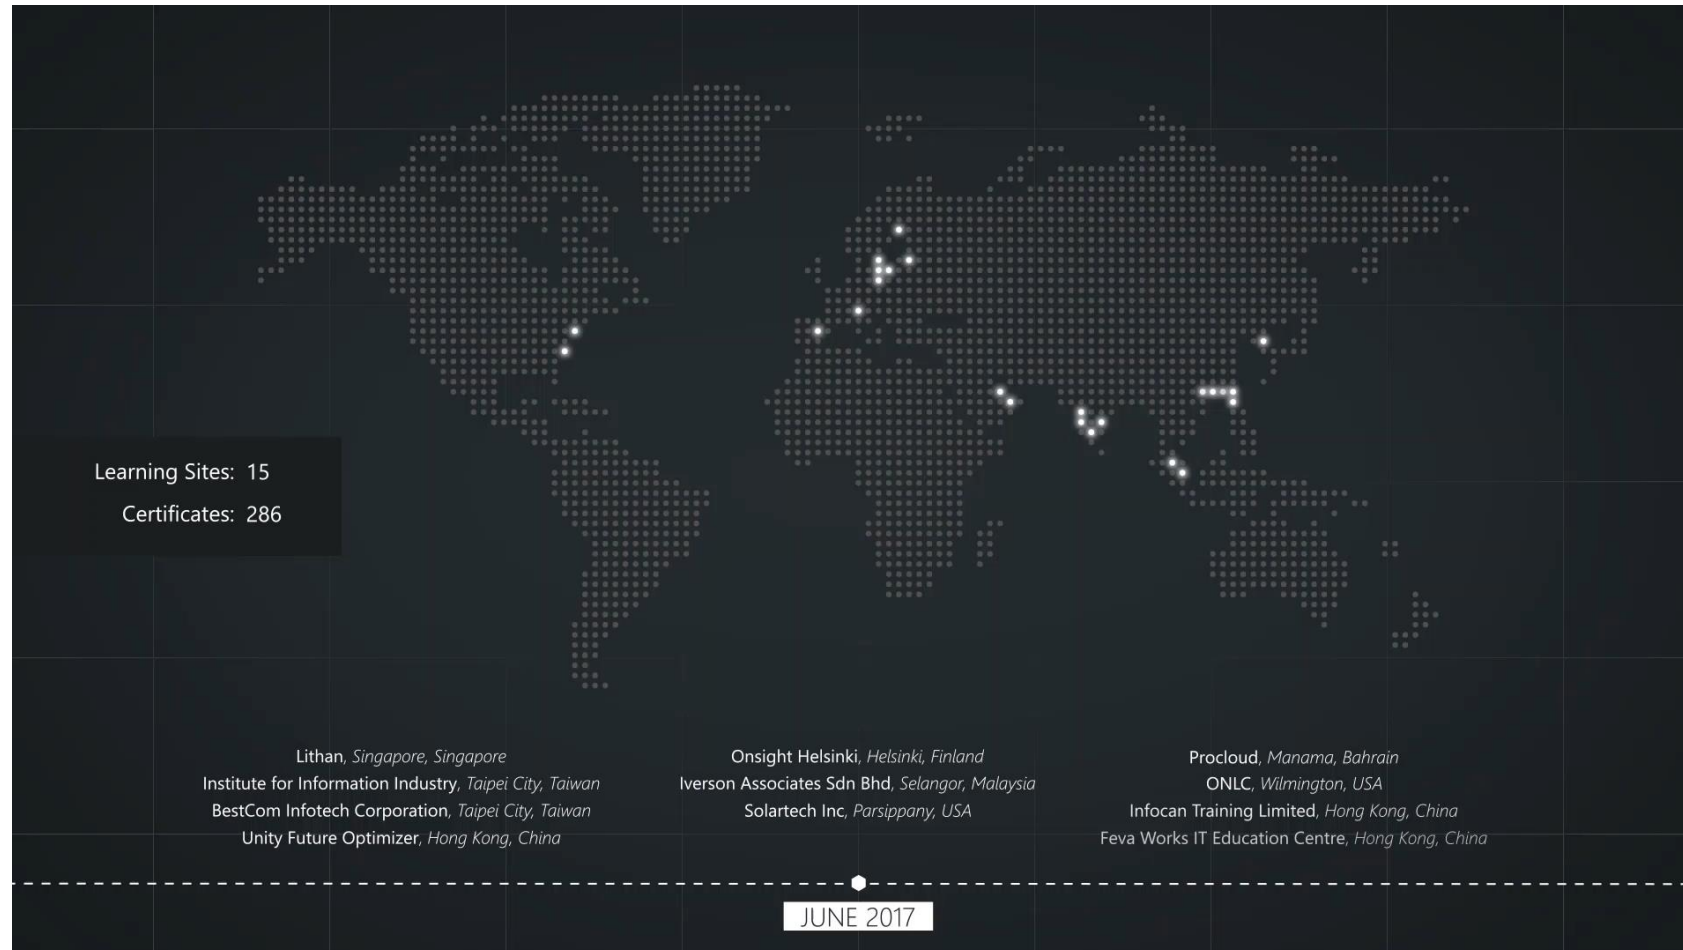 Learning Sites: 15
Certificates: 286
Lithan, Singapore, Singapore
Institute for Information Industry, Taipei City, Taiwan
BestCom Infotech Corporation, Taipei City, Taiwan
Unity Future Optimizer, Hong Kong, China
Onsight Helsinki, Helsinki, Finland
Iverson Associates Sdn Bhd, Selangor, Malaysia
Solartech Inc, Parsippany, USA
Procloud, Manama, Bahrain
ONLC, Wilmington, USA
Infocan Training Limited, Hong Kong, China
Feva Works IT Education Centre, Hong Kong, China
JUNE 2017